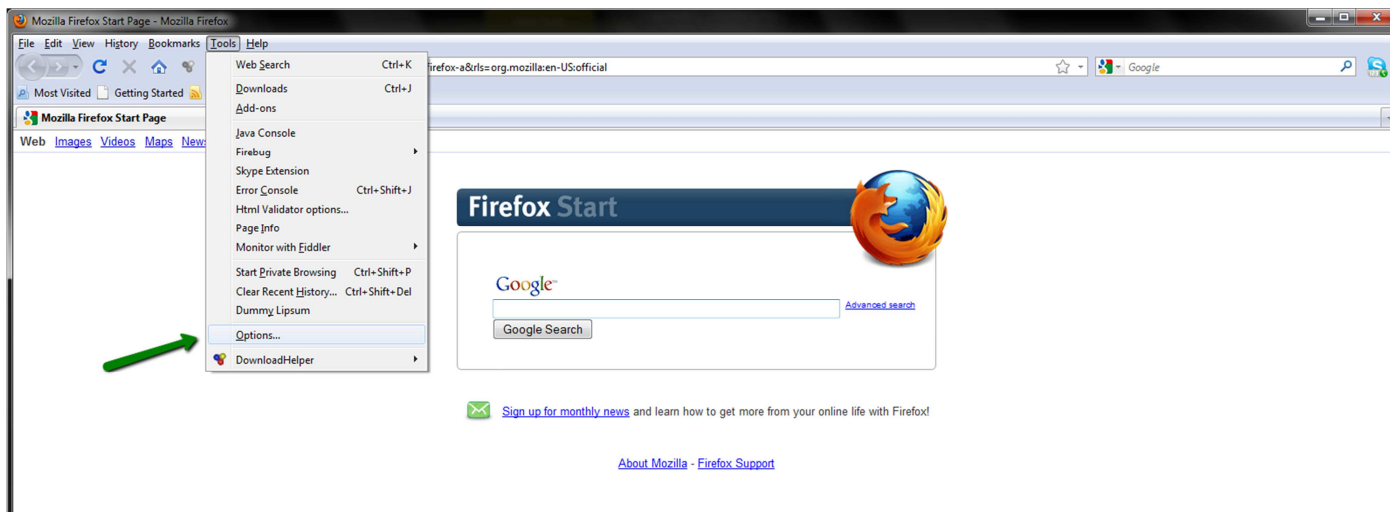 Mozilla Firefox Start Page - Mozilla Firefox
File Edit View History Bookmarks Tools Help
firefox-a&rls=org.mozilla:en-US:official
Google
Most Visited Getting Started
Mozilla Firefox Start Page
Web Images Videos Maps News
Web Search Ctrl+K
Downloads Ctrl+J
Add-ons
Java Console
Firebug
Skype Extension
Error Console Ctrl+Shift+J
Html Validator options...
Page Info
Monitor with Fiddler
Start Private Browsing Ctrl+Shift+P
Clear Recent History... Ctrl+Shift+Del
Dummy Lipsum
Options...
DownloadHelper
Firefox Start
Google™
Advanced search
Google Search
Sign up for monthly news and learn how to get more from your online life with Firefox!
About Mozilla - Firefox Support